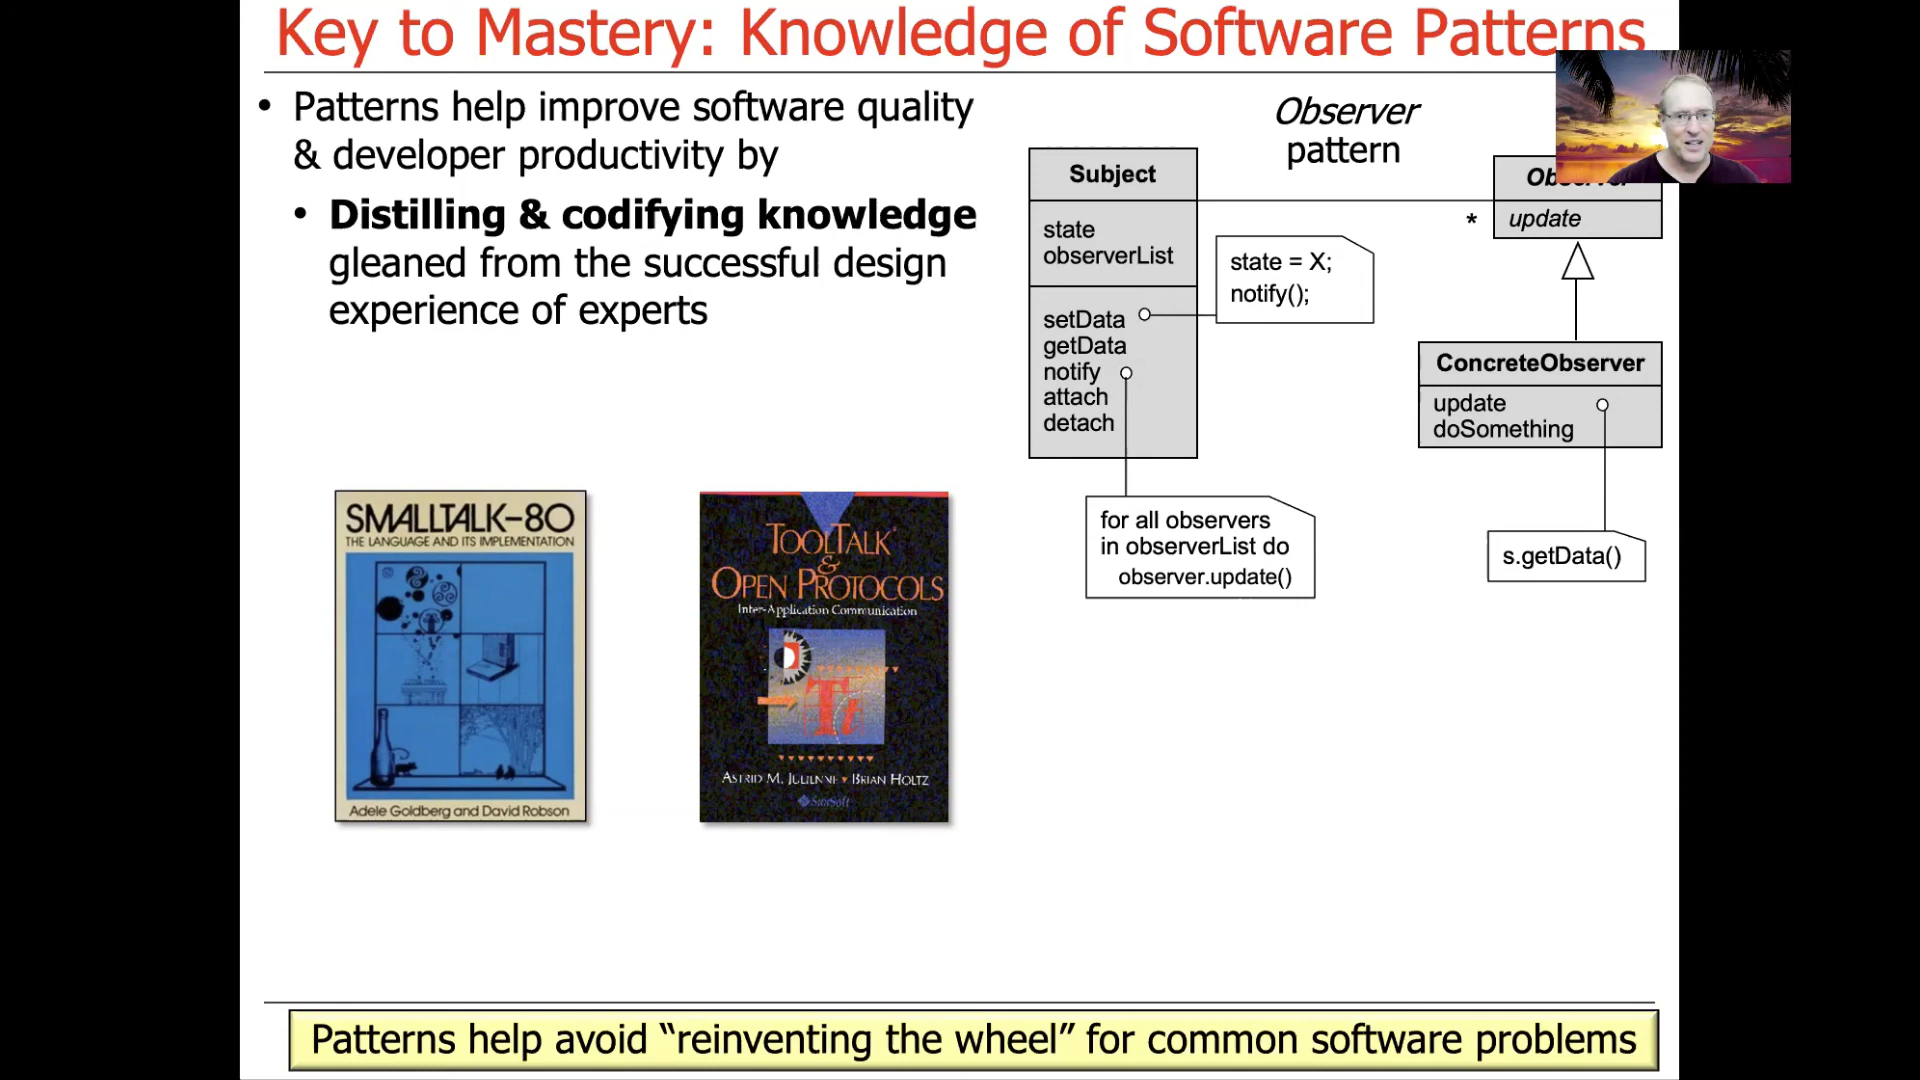 Key to Mastery: Knowledge of Software Patterns
• Patterns help improve software quality
& developer productivity by
• Distilling & codifying knowledge
gleaned from the successful design
experience of experts
Observer
pattern
Subject
state
observerList
setData
getData
notify
attach
detach
state = X;
notify();
for all observers
in observerList do
observer.update()
Observer
*
update
ConcreteObserver
update
doSomething
s.getData()
SMALLTALK-80
THE LANGUAGE AND ITS IMPLEMENTATION
Adele Goldberg and David Robson
TOOLTALK
&
OPEN PROTOCOLS
Inter-Application Communication
Tt
ASTRID M. JULIENNE ▾ BRIAN HOLTZ
SunSoft
Patterns help avoid “reinventing the wheel” for common software problems